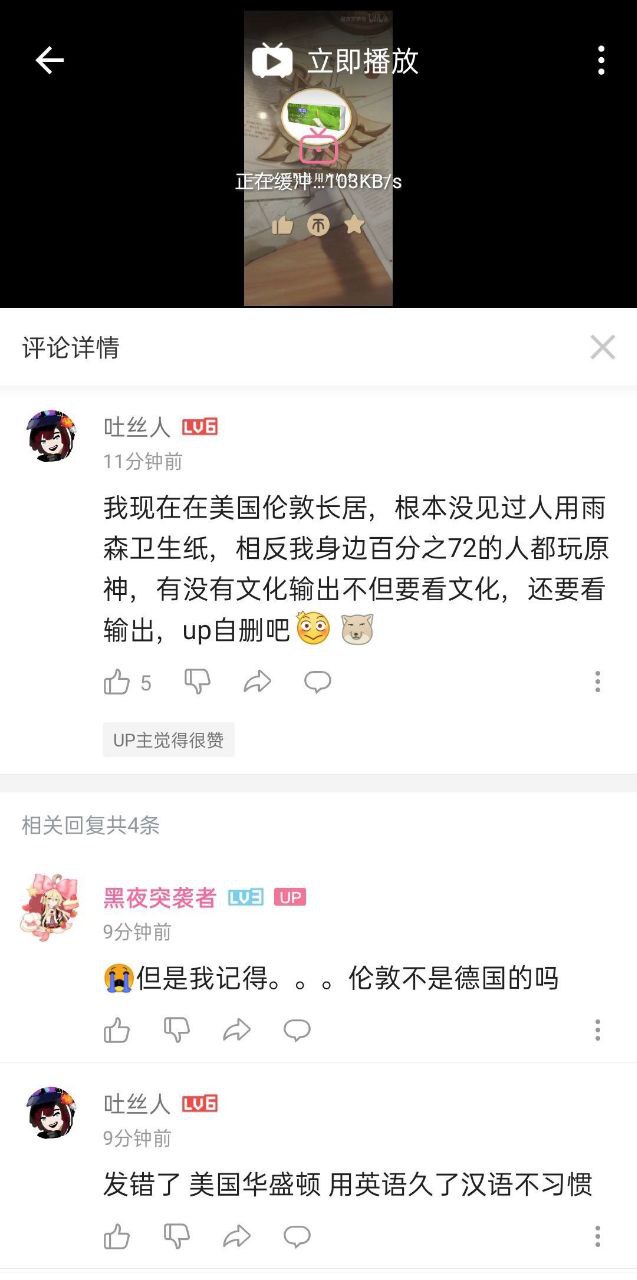 立即播放
正在缓冲...103KB/s
评论详情
吐丝人 LV6
11分钟前
我现在在美国伦敦长居，根本没见过人用雨
森卫生纸，相反我身边百分之72的人都玩原
神，有没有文化输出不但要看文化，还要看
输出，up自删吧
5
UP主觉得很赞
相关回复共4条
黑夜突袭者 LV3 UP
9分钟前
但是我记得。。。伦敦不是德国的吗
吐丝人 LV6
9分钟前
发错了 美国华盛顿 用英语久了汉语不习惯